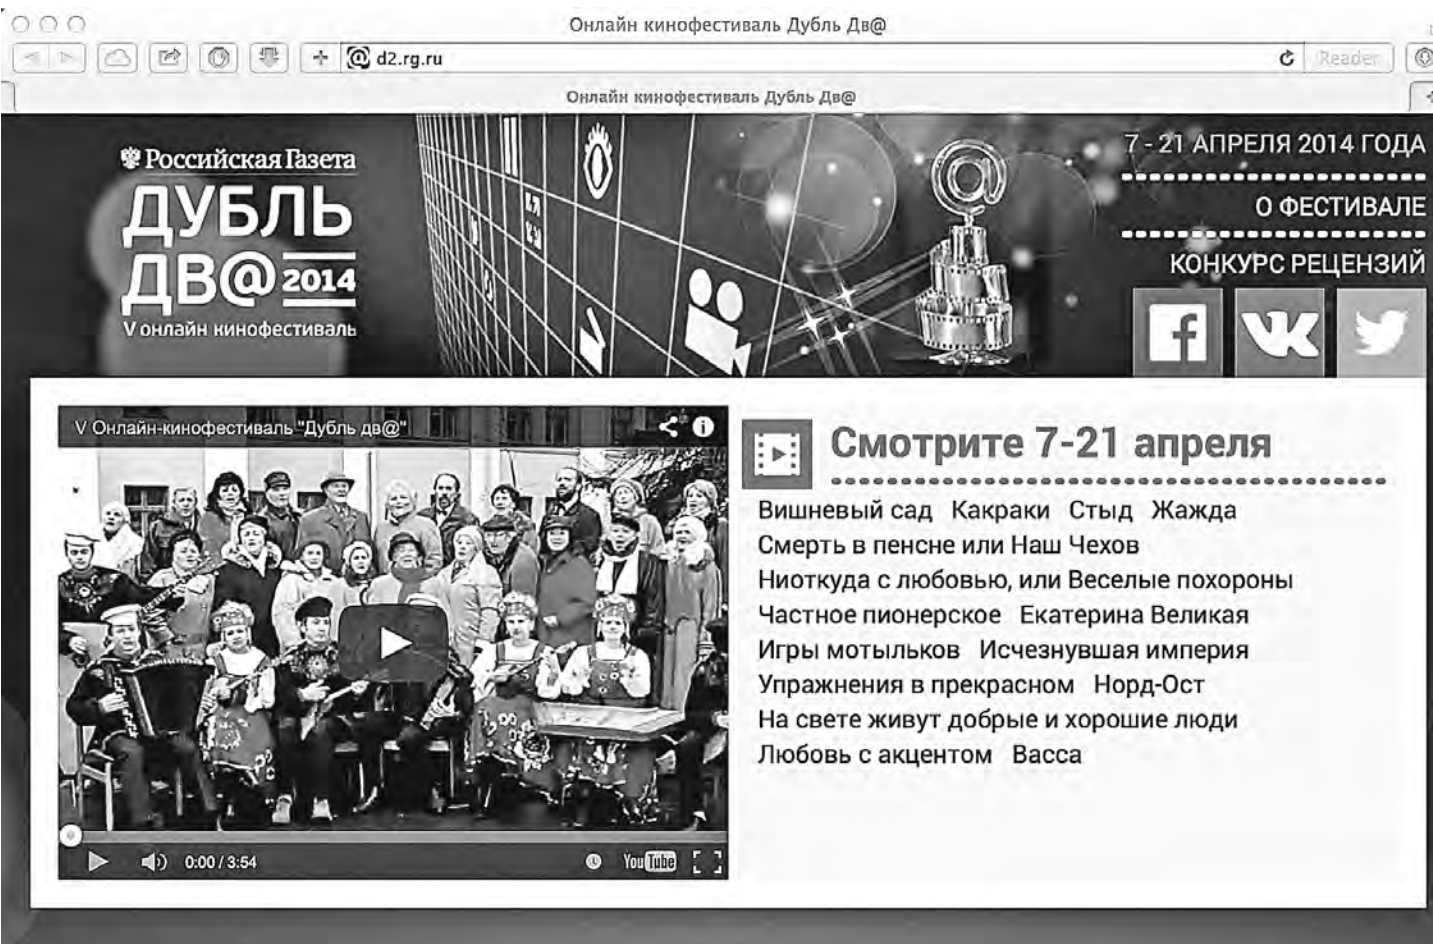 Онлайн кинофестиваль Дубль Дв@
d2.rg.ru
Reader
Онлайн кинофестиваль Дубль Дв@
Российская Газета
ДУБЛЬ
ДВ@ 2014
V онлайн кинофестиваль
7 - 21 АПРЕЛЯ 2014 ГОДА
О ФЕСТИВАЛЕ
КОНКУРС РЕЦЕНЗИЙ
V Онлайн-кинофестиваль "Дубль дв@"
0:00 / 3:54
YouTube
Смотрите 7-21 апреля
Вишневый сад Какраки Стыд Жажда
Смерть в пенсне или Наш Чехов
Ниоткуда с любовью, или Веселые похороны
Частное пионерское Екатерина Великая
Игры мотыльков Исчезнувшая империя
Упражнения в прекрасном Норд-Ост
На свете живут добрые и хорошие люди
Любовь с акцентом Васса